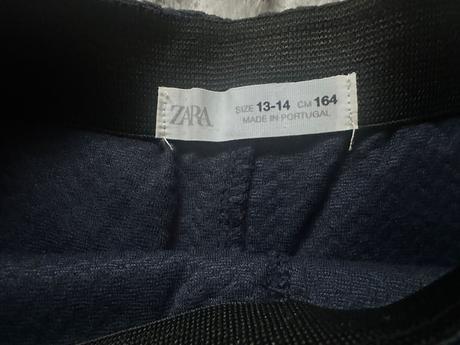 ZARA SIZE 13-14 CM 164
MADE IN PORTUGAL